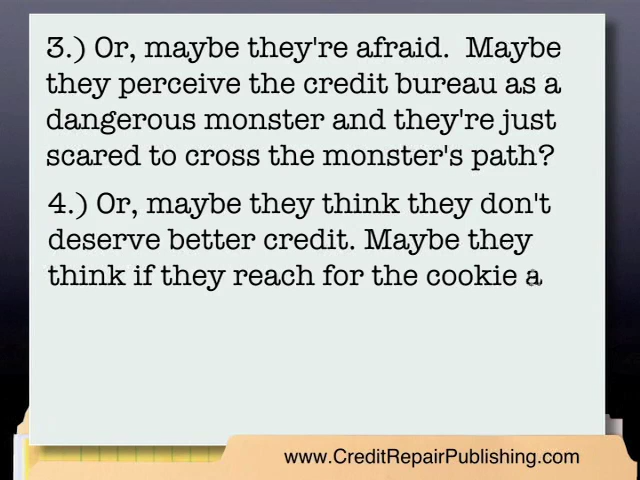 3.) Or, maybe they're afraid.  Maybe
they perceive the credit bureau as a
dangerous monster and they're just
scared to cross the monster's path?
4.) Or, maybe they think they don't
deserve better credit. Maybe they
think if they reach for the cookie a
www.CreditRepairPublishing.com